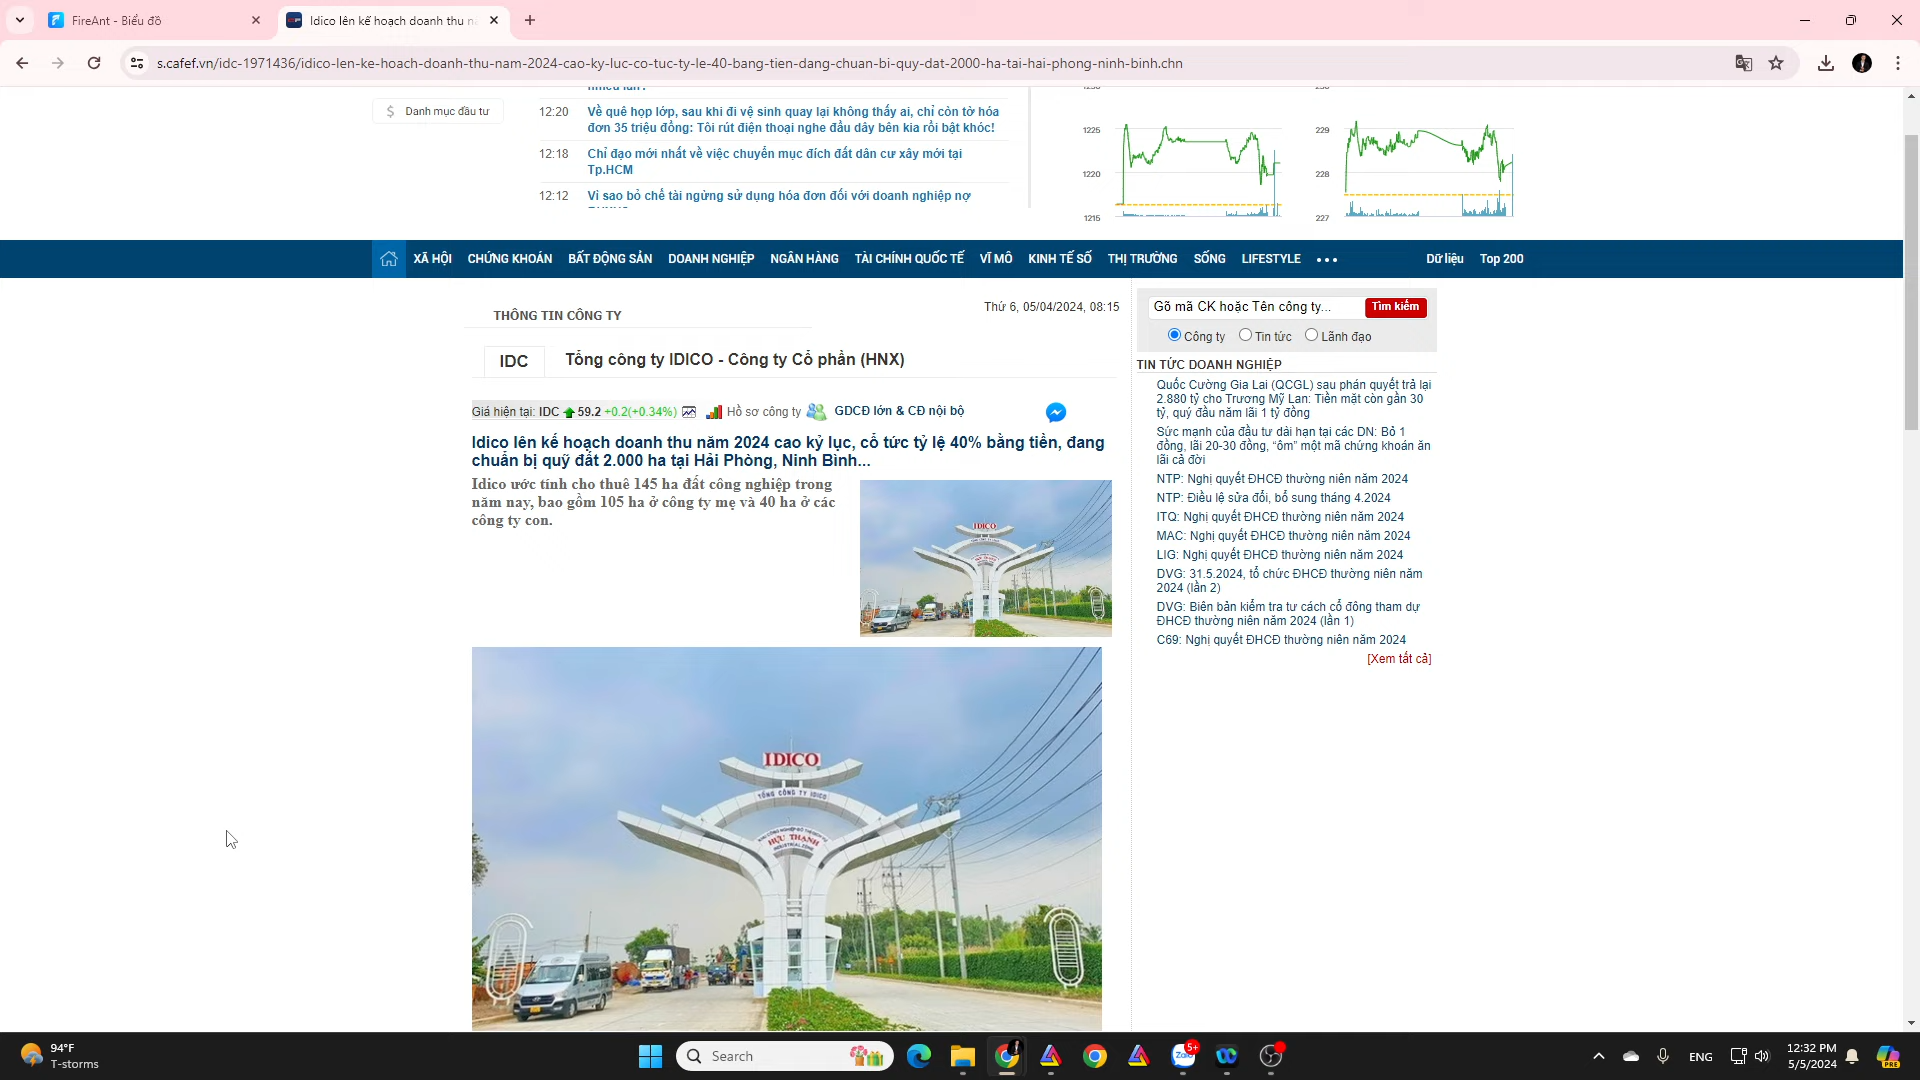 FireAnt - Biểu đồ
Idico lên kế hoạch doanh thu n
s.cafef.vn/idc-1971436/idico-len-ke-hoach-doanh-thu-nam-2024-cao-ky-luc-co-tuc-ty-le-40-bang-tien-dang-chuan-bi-quy-dat-2000-ha-tai-hai-phong-ninh-binh.chn
Danh mục đầu tư
12:20 Về quê họp lớp, sau khi đi vệ sinh quay lại không thấy ai, chỉ còn tờ hóa
đơn 35 triệu đồng: Tôi rút điện thoại nghe đầu dây bên kia rồi bật khóc!
12:18 Chỉ đạo mới nhất về việc chuyển mục đích đất dân cư xây mới tại
Tp.HCM
12:12 Vì sao bỏ chế tài ngừng sử dụng hóa đơn đối với doanh nghiệp nợ
1225
1220
1215
229
228
227
XÃ HỘI CHỨNG KHOÁN BẤT ĐỘNG SẢN DOANH NGHIỆP NGÂN HÀNG TÀI CHÍNH QUỐC TẾ VĨ MÔ KINH TẾ SỐ THỊ TRƯỜNG SỐNG LIFESTYLE Dữ liệu Top 200
THÔNG TIN CÔNG TY
Thứ 6, 05/04/2024, 08:15
IDC Tổng công ty IDICO - Công ty Cổ phần (HNX)
Giá hiện tại: IDC 59.2 +0.2(+0.34%) Hồ sơ công ty GDCĐ lớn & CĐ nội bộ
Idico lên kế hoạch doanh thu năm 2024 cao kỷ lục, cổ tức tỷ lệ 40% bằng tiền, đang
chuẩn bị quỹ đất 2.000 ha tại Hải Phòng, Ninh Bình...
Idico ước tính cho thuê 145 ha đất công nghiệp trong
năm nay, bao gồm 105 ha ở công ty mẹ và 40 ha ở các
công ty con.
IDICO
IDICO
TỔNG CÔNG TY IDICO
HỰU THẠNH
INDUSTRIAL ZONE
Gõ mã CK hoặc Tên công ty... Tìm kiếm
Công ty Tin tức Lãnh đạo
TIN TỨC DOANH NGHIỆP
Quốc Cường Gia Lai (QCGL) sau phán quyết trả lại
2.880 tỷ cho Trương Mỹ Lan: Tiền mặt còn gần 30
tỷ, quý đầu năm lãi 1 tỷ đồng
Sức mạnh của đầu tư dài hạn tại các DN: Bỏ 1
đồng, lãi 20-30 đồng, "ôm" một mã chứng khoán ăn
lãi cả đời
NTP: Nghị quyết ĐHCĐ thường niên năm 2024
NTP: Điều lệ sửa đổi, bổ sung tháng 4.2024
ITQ: Nghị quyết ĐHCĐ thường niên năm 2024
MAC: Nghị quyết ĐHCĐ thường niên năm 2024
LIG: Nghị quyết ĐHCĐ thường niên năm 2024
DVG: 31.5.2024, tổ chức ĐHCĐ thường niên năm
2024 (lần 2)
DVG: Biên bản kiểm tra tư cách cổ đông tham dự
ĐHCĐ thường niên năm 2024 (lần 1)
C69: Nghị quyết ĐHCĐ thường niên năm 2024
[Xem tất cả]
94°F
T-storms
Search
Zalo
5+
ENG
12:32 PM
5/5/2024
PRE